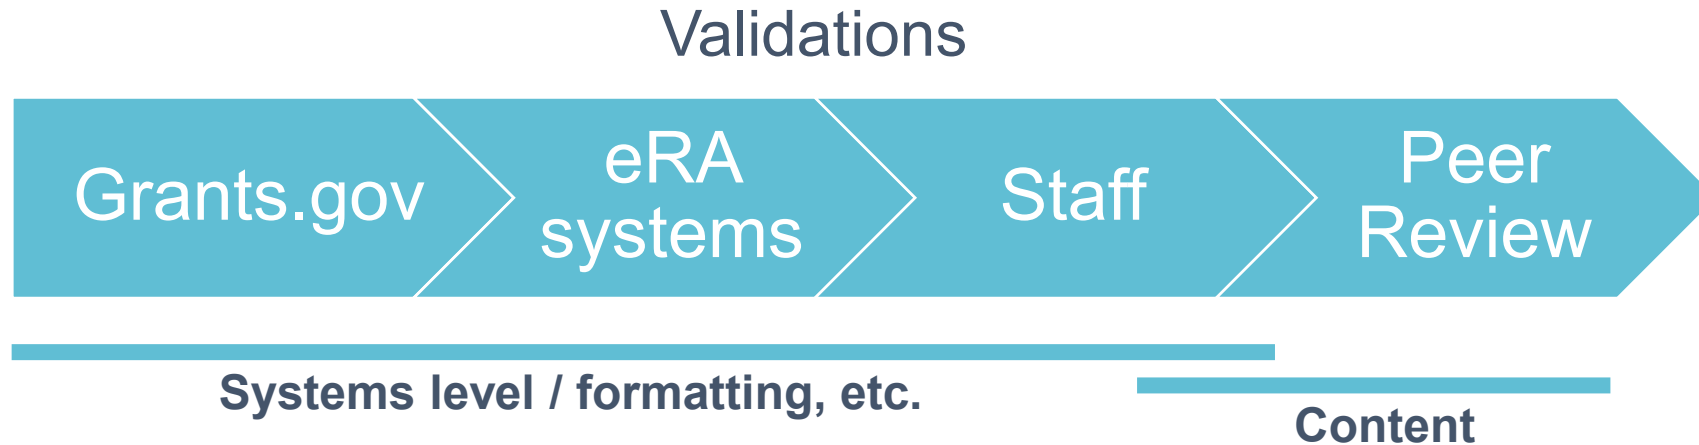 Validations
Grants.gov
eRA
systems
Staff
Peer
Review
Systems level / formatting, etc.
Content